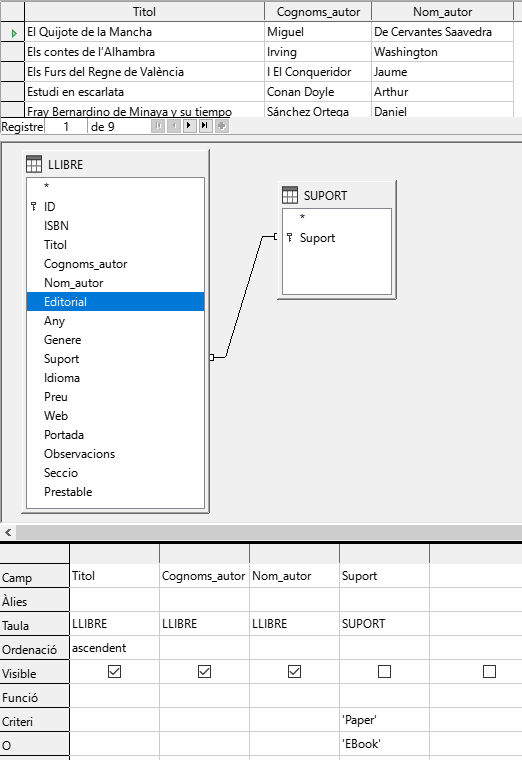 Titol Cognoms_autor Nom_autor
El Quijote de la Mancha Miguel De Cervantes Saavedra
Els contes de l'Alhambra Irving Washington
Els Furs del Regne de València I El Conqueridor Jaume
Estudi en escarlata Conan Doyle Arthur
Fray Bernardino de Minaya y su tiempo Sánchez Ortega Daniel
Registre 1 de 9
LLIBRE
*
ID
ISBN
Titol
Cognoms_autor
Nom_autor
Editorial
Any
Genere
Suport
Idioma
Preu
Web
Portada
Observacions
Seccio
Prestable
SUPORT
*
Suport
Camp Titol Cognoms_autor Nom_autor Suport
Àlies
Taula LLIBRE LLIBRE LLIBRE SUPORT
Ordenació ascendent
Visible
Funció
Criteri 'Paper'
O 'EBook'